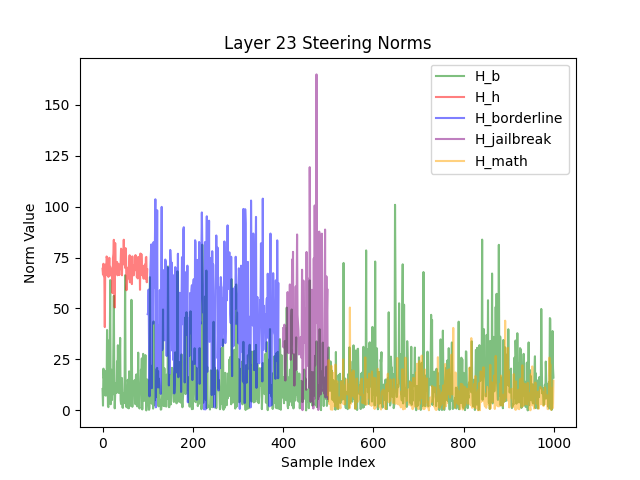 Layer 23 Steering Norms
Norm Value
150
125
100
75
50
25
0
H_b
H_h
H_borderline
H_jailbreak
H_math
0 200 400 600 800 1000
Sample Index